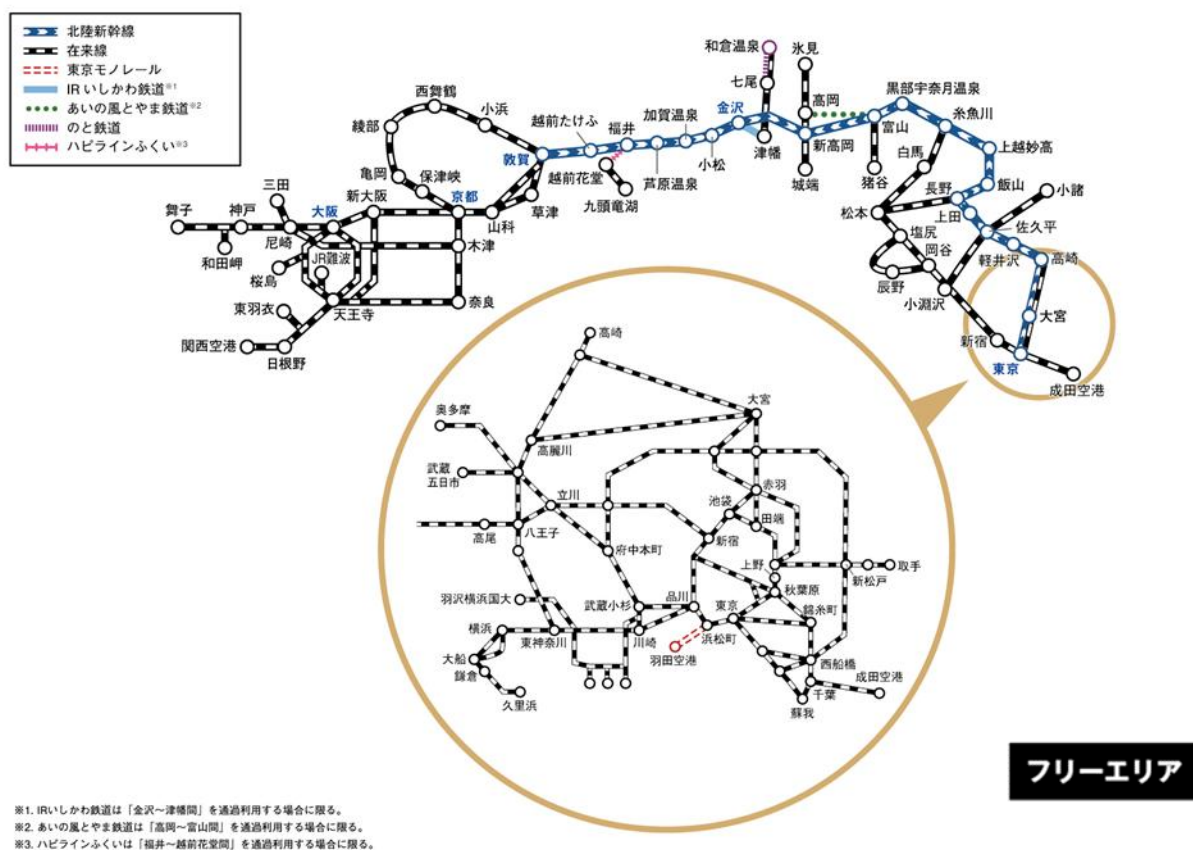 北陸新幹線
在来線
東京モノレール
IRいしかわ鉄道※1
あいの風とやま鉄道※2
のと鉄道
ハピラインふくい※3
和倉温泉
氷見
七尾
高岡
黒部宇奈月温泉
糸魚川
西舞鶴
小浜
綾部
越前たけふ
福井
加賀温泉
金沢
富山
敦賀
小松
津幡
新高岡
白馬
上越妙高
亀岡
保津峡
越前花堂
芦原温泉
城端
猪谷
長野
飯山
小諸
三田
新大阪
京都
九頭竜湖
松本
上田
佐久平
舞子
神戸
大阪
山科
草津
塩尻
岡谷
軽井沢
高崎
尼崎
木津
和田岬
JR難波
桜島
辰野
小淵沢
大宮
東羽衣
天王寺
奈良
新宿
関西空港
日根野
東京
成田空港
高崎
大宮
奥多摩
高麗川
武蔵
五日市
立川
池袋
赤羽
田端
高尾
八王子
府中本町
新宿
上野
新松戸
取手
秋葉原
羽沢横浜国大
武蔵小杉
品川
東京
錦糸町
横浜
東神奈川
川崎
浜松町
羽田空港
大船
西船橋
鎌倉
成田空港
千葉
久里浜
蘇我
フリーエリア
※1. IRいしかわ鉄道は「金沢～津幡間」を通過利用する場合に限る。
※2. あいの風とやま鉄道は「高岡～富山間」を通過利用する場合に限る。
※3. ハピラインふくいは「福井～越前花堂間」を通過利用する場合に限る。